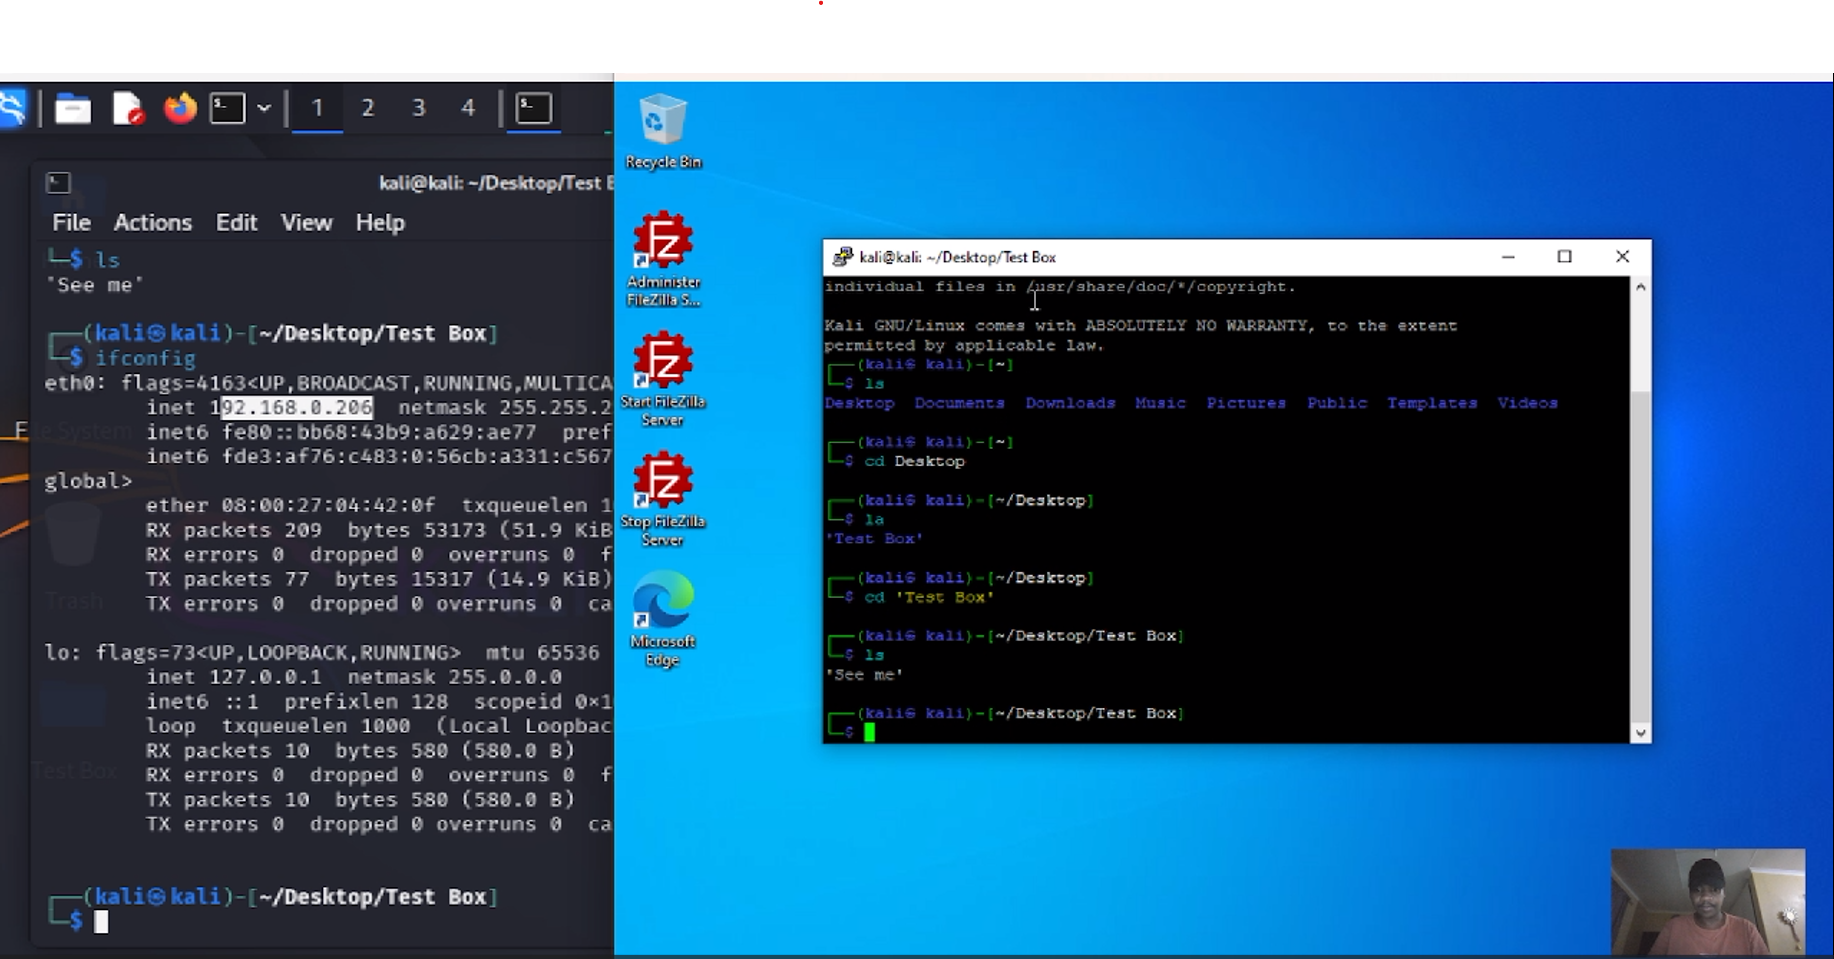 1 2 3 4
kali@kali: ~/Desktop/Test B
File Actions Edit View Help
$ ls
'See me'
(kali㉿kali)-[~/Desktop/Test Box]
$ ifconfig
eth0: flags=4163<UP,BROADCAST,RUNNING,MULTICA
inet 192.168.0.206 netmask 255.255.2
inet6 fe80::bb68:43b9:a629:ae77 pref
inet6 fde3:af76:c483:0:56cb:a331:c567
global>
ether 08:00:27:04:42:0f txqueuelen 1
RX packets 209 bytes 53173 (51.9 KiB
RX errors 0 dropped 0 overruns 0 f
TX packets 77 bytes 15317 (14.9 KiB)
TX errors 0 dropped 0 overruns 0 ca
lo: flags=73<UP,LOOPBACK,RUNNING> mtu 65536
inet 127.0.0.1 netmask 255.0.0.0
inet6 ::1 prefixlen 128 scopeid 0×1
loop txqueuelen 1000 (Local Loopbac
RX packets 10 bytes 580 (580.0 B)
RX errors 0 dropped 0 overruns 0 f
TX packets 10 bytes 580 (580.0 B)
TX errors 0 dropped 0 overruns 0 ca
(kali㉿kali)-[~/Desktop/Test Box]
$
File System
Trash
Test Box
Recycle Bin
Administer
FileZilla S...
Start FileZilla
Server
Stop FileZilla
Server
Microsoft
Edge
kali@kali: ~/Desktop/Test Box
individual files in /usr/share/doc/*/copyright.
Kali GNU/Linux comes with ABSOLUTELY NO WARRANTY, to the extent
permitted by applicable law.
(kali㉿kali)-[~]
$ ls
Desktop Documents Downloads Music Pictures Public Templates Videos
(kali㉿kali)-[~]
$ cd Desktop
(kali㉿kali)-[~/Desktop]
$ la
'Test Box'
(kali㉿kali)-[~/Desktop]
$ cd 'Test Box'
(kali㉿kali)-[~/Desktop/Test Box]
$ ls
'See me'
(kali㉿kali)-[~/Desktop/Test Box]
$